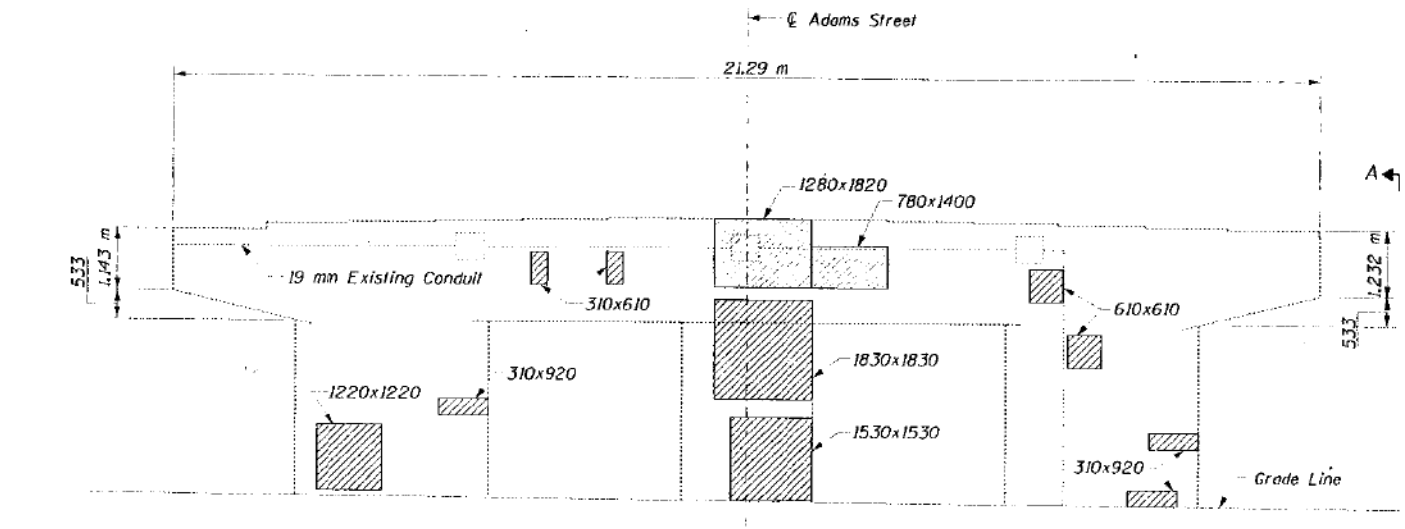 ℄ Adams Street
21.29 m
A
1280x1820
780x1400
533
1.143 m
1.232 m
533
19 mm Existing Conduit
310x610
610x610
1830x1830
310x920
1220x1220
1530x1530
310x920
Grade Line